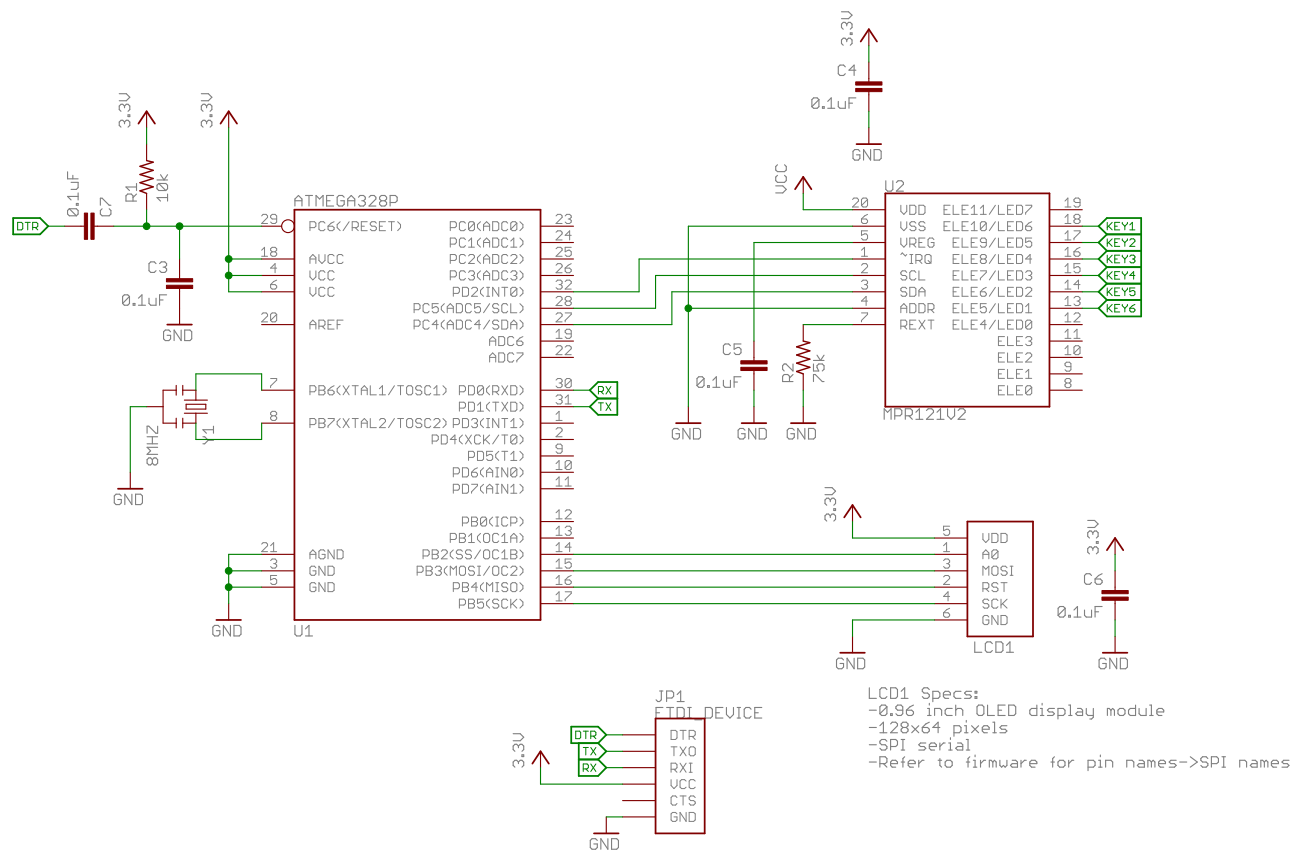 3.3V
C4
0.1uF
GND
3.3V
3.3V
R1
10k
0.1uF
C7
DTR
C3
0.1uF
GND
ATMEGA328P
29 PC6(/RESET) PC0(ADC0) 23
PC1(ADC1) 24
18 AVCC PC2(ADC2) 25
4 VCC PC3(ADC3) 26
6 VCC PD2(INT0) 32
PC5(ADC5/SCL) 28
20 AREF PC4(ADC4/SDA) 27
ADC6 19
ADC7 22
7 PB6(XTAL1/TOSC1) PD0(RXD) 30 RX
PD1(TXD) 31 TX
8 PB7(XTAL2/TOSC2) PD3(INT1) 1
PD4(XCK/T0) 2
PD5(T1) 9
PD6(AIN0) 10
PD7(AIN1) 11
PB0(ICP) 12
PB1(OC1A) 13
21 AGND PB2(SS/OC1B) 14
3 GND PB3(MOSI/OC2) 15
5 GND PB4(MISO) 16
PB5(SCK) 17
U1
8MHZ
Y1
GND
GND
VCC
U2
20 VDD ELE11/LED7 19
6 VSS ELE10/LED6 18 KEY1
5 VREG ELE9/LED5 17 KEY2
1 ~IRQ ELE8/LED4 16 KEY3
2 SCL ELE7/LED3 15 KEY4
3 SDA ELE6/LED2 14 KEY5
4 ADDR ELE5/LED1 13 KEY6
7 REXT ELE4/LED0 12
ELE3 11
ELE2 10
ELE1 9
ELE0 8
MPR121V2
C5
0.1uF
R2
75k
GND
GND
GND
3.3V
5 VDD
1 A0
3 MOSI
2 RST
4 SCK
6 GND
LCD1
GND
3.3V
C6
0.1uF
GND
LCD1 Specs:
-0.96 inch OLED display module
-128x64 pixels
-SPI serial
-Refer to firmware for pin names->SPI names
JP1
FTDI_DEVICE
DTR DTR
TX TXO
RX RXI
3.3V
VCC
CTS
GND
GND